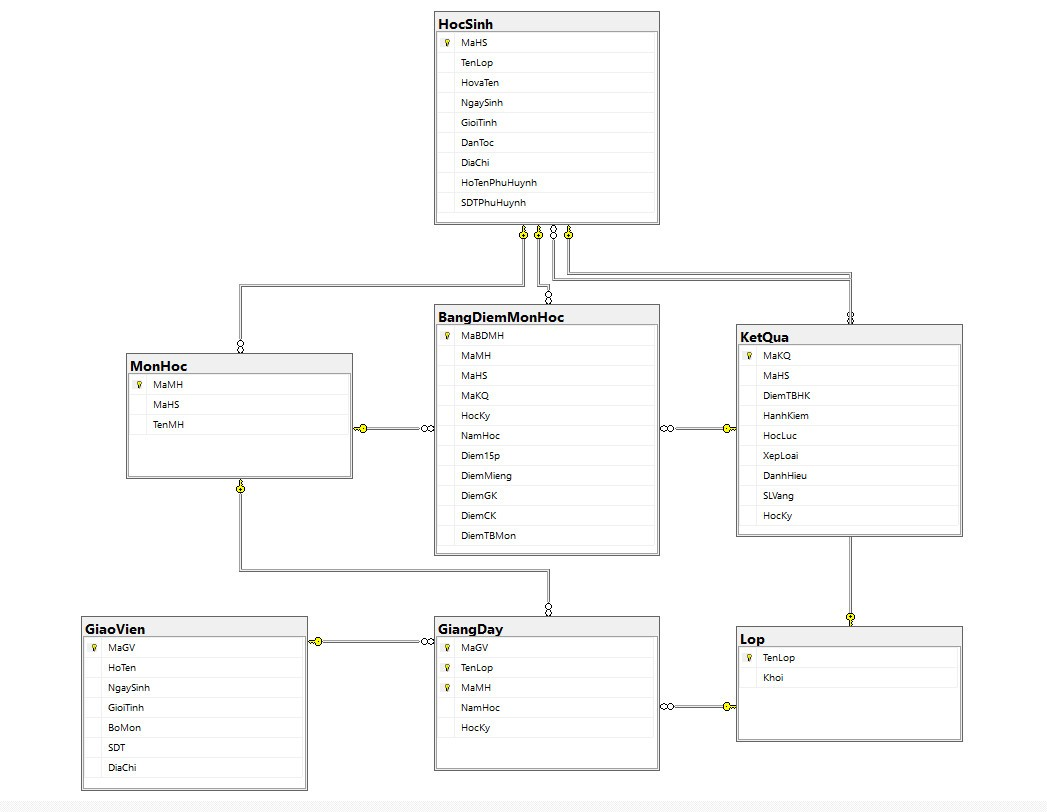 HocSinh
MaHS
TenLop
HovaTen
NgaySinh
GioiTinh
DanToc
DiaChi
HoTenPhuHuynh
SDTPhuHuynh
MonHoc
MaMH
MaHS
TenMH
BangDiemMonHoc
MaBDMH
MaMH
MaHS
MaKQ
HocKy
NamHoc
Diem15p
DiemMieng
DiemGK
DiemCK
DiemTBMon
KetQua
MaKQ
MaHS
DiemTBHK
HanhKiem
HocLuc
XepLoai
DanhHieu
SLVang
HocKy
GiaoVien
MaGV
HoTen
NgaySinh
GioiTinh
BoMon
SDT
DiaChi
GiangDay
MaGV
TenLop
MaMH
NamHoc
HocKy
Lop
TenLop
Khoi